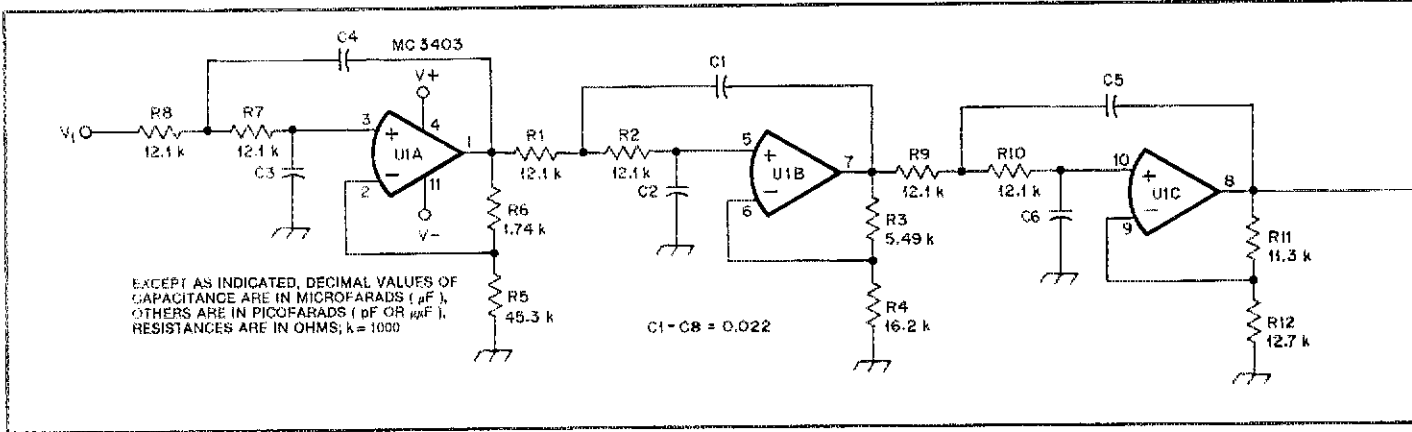 C4
MC 3403
C1
C5
V+
R8
12.1 k
R7
12.1 k
V1
C3
3
+
4
U1A
1
2
−
11
V-
R1
12.1 k
R2
12.1 k
C2
5
+
U1B
7
6
−
R9
12.1 k
R10
12.1 k
C6
10
+
U1C
8
9
−
R6
1.74 k
R5
45.3 k
R3
5.49 k
R4
16.2 k
R11
11.3 k
R12
12.7 k
EXCEPT AS INDICATED, DECIMAL VALUES OF
CAPACITANCE ARE IN MICROFARADS ( µF ),
OTHERS ARE IN PICOFARADS ( pF OR µµF ),
RESISTANCES ARE IN OHMS; k = 1000
C1-C8 = 0.022